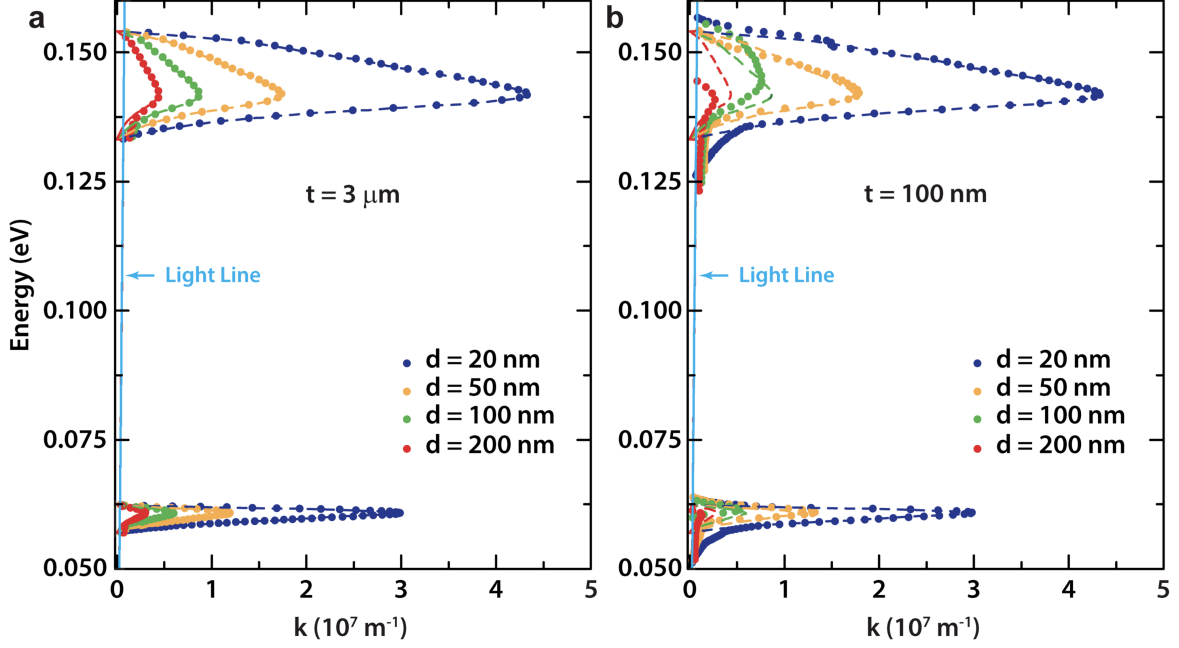 a
Energy (eV)
0.150
0.125
0.100
0.075
0.050
t = 3 μm
Light Line
d = 20 nm
d = 50 nm
d = 100 nm
d = 200 nm
0 1 2 3 4 5
k (10⁷ m⁻¹)
b
0.150
0.125
0.100
0.075
0.050
t = 100 nm
Light Line
d = 20 nm
d = 50 nm
d = 100 nm
d = 200 nm
0 1 2 3 4 5
k (10⁷ m⁻¹)